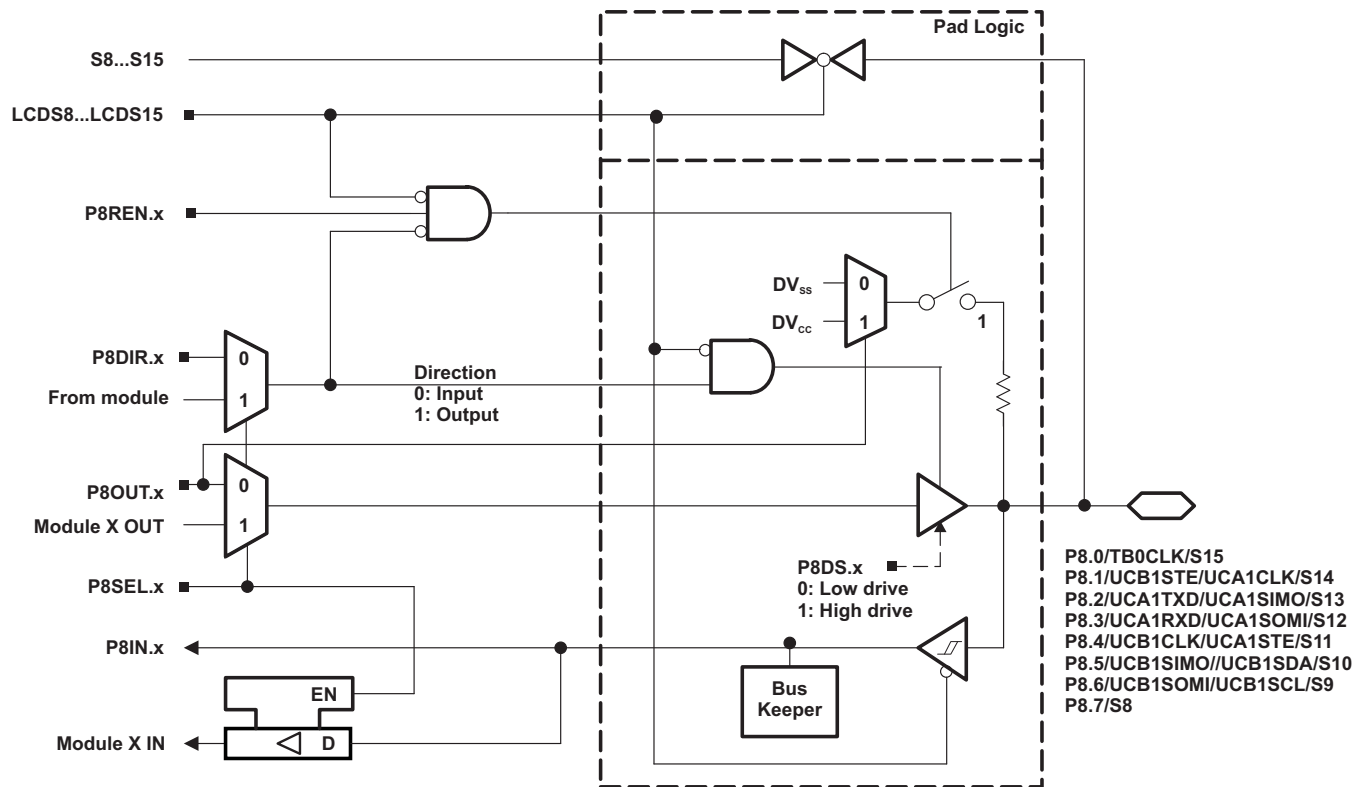 Pad Logic
S8...S15
LCDS8...LCDS15
P8REN.x
DVSS
0
DVCC
1
1
P8DIR.x
0
From module
1
Direction
0: Input
1: Output
P8OUT.x
0
Module X OUT
1
P8SEL.x
P8DS.x
0: Low drive
1: High drive
P8IN.x
EN
D
Module X IN
Bus
Keeper
P8.0/TB0CLK/S15
P8.1/UCB1STE/UCA1CLK/S14
P8.2/UCA1TXD/UCA1SIMO/S13
P8.3/UCA1RXD/UCA1SOMI/S12
P8.4/UCB1CLK/UCA1STE/S11
P8.5/UCB1SIMO//UCB1SDA/S10
P8.6/UCB1SOMI/UCB1SCL/S9
P8.7/S8